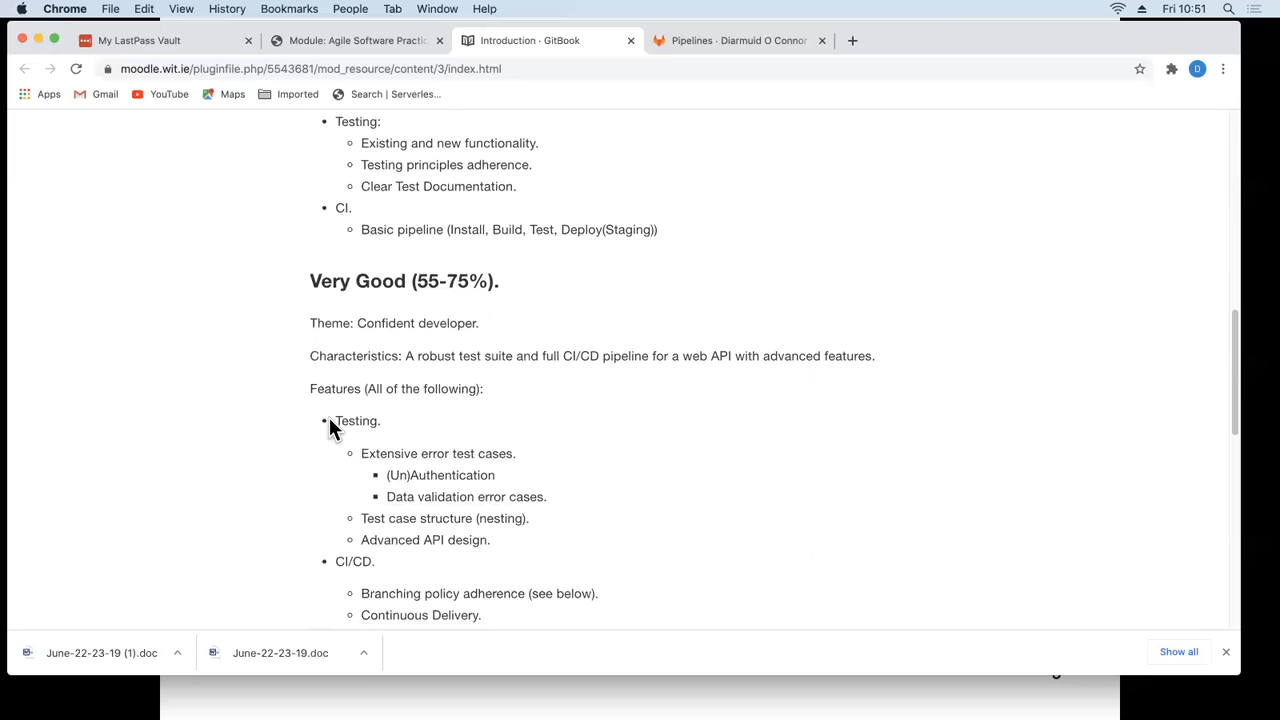 Chrome File Edit View History Bookmarks People Tab Window Help Fri 10:51
My LastPass Vault Module: Agile Software Practic Introduction · GitBook Pipelines · Diarmuid O Connor
moodle.wit.ie/pluginfile.php/5543681/mod_resource/content/3/index.html D
Apps Gmail YouTube Maps Imported Search | Serverless...
• Testing:
Existing and new functionality.
Testing principles adherence.
Clear Test Documentation.
• CI.
Basic pipeline (Install, Build, Test, Deploy(Staging))
Very Good (55-75%).
Theme: Confident developer.
Characteristics: A robust test suite and full CI/CD pipeline for a web API with advanced features.
Features (All of the following):
• Testing.
Extensive error test cases.
(Un)Authentication
Data validation error cases.
Test case structure (nesting).
Advanced API design.
• CI/CD.
Branching policy adherence (see below).
Continuous Delivery.
June-22-23-19 (1).doc June-22-23-19.doc Show all